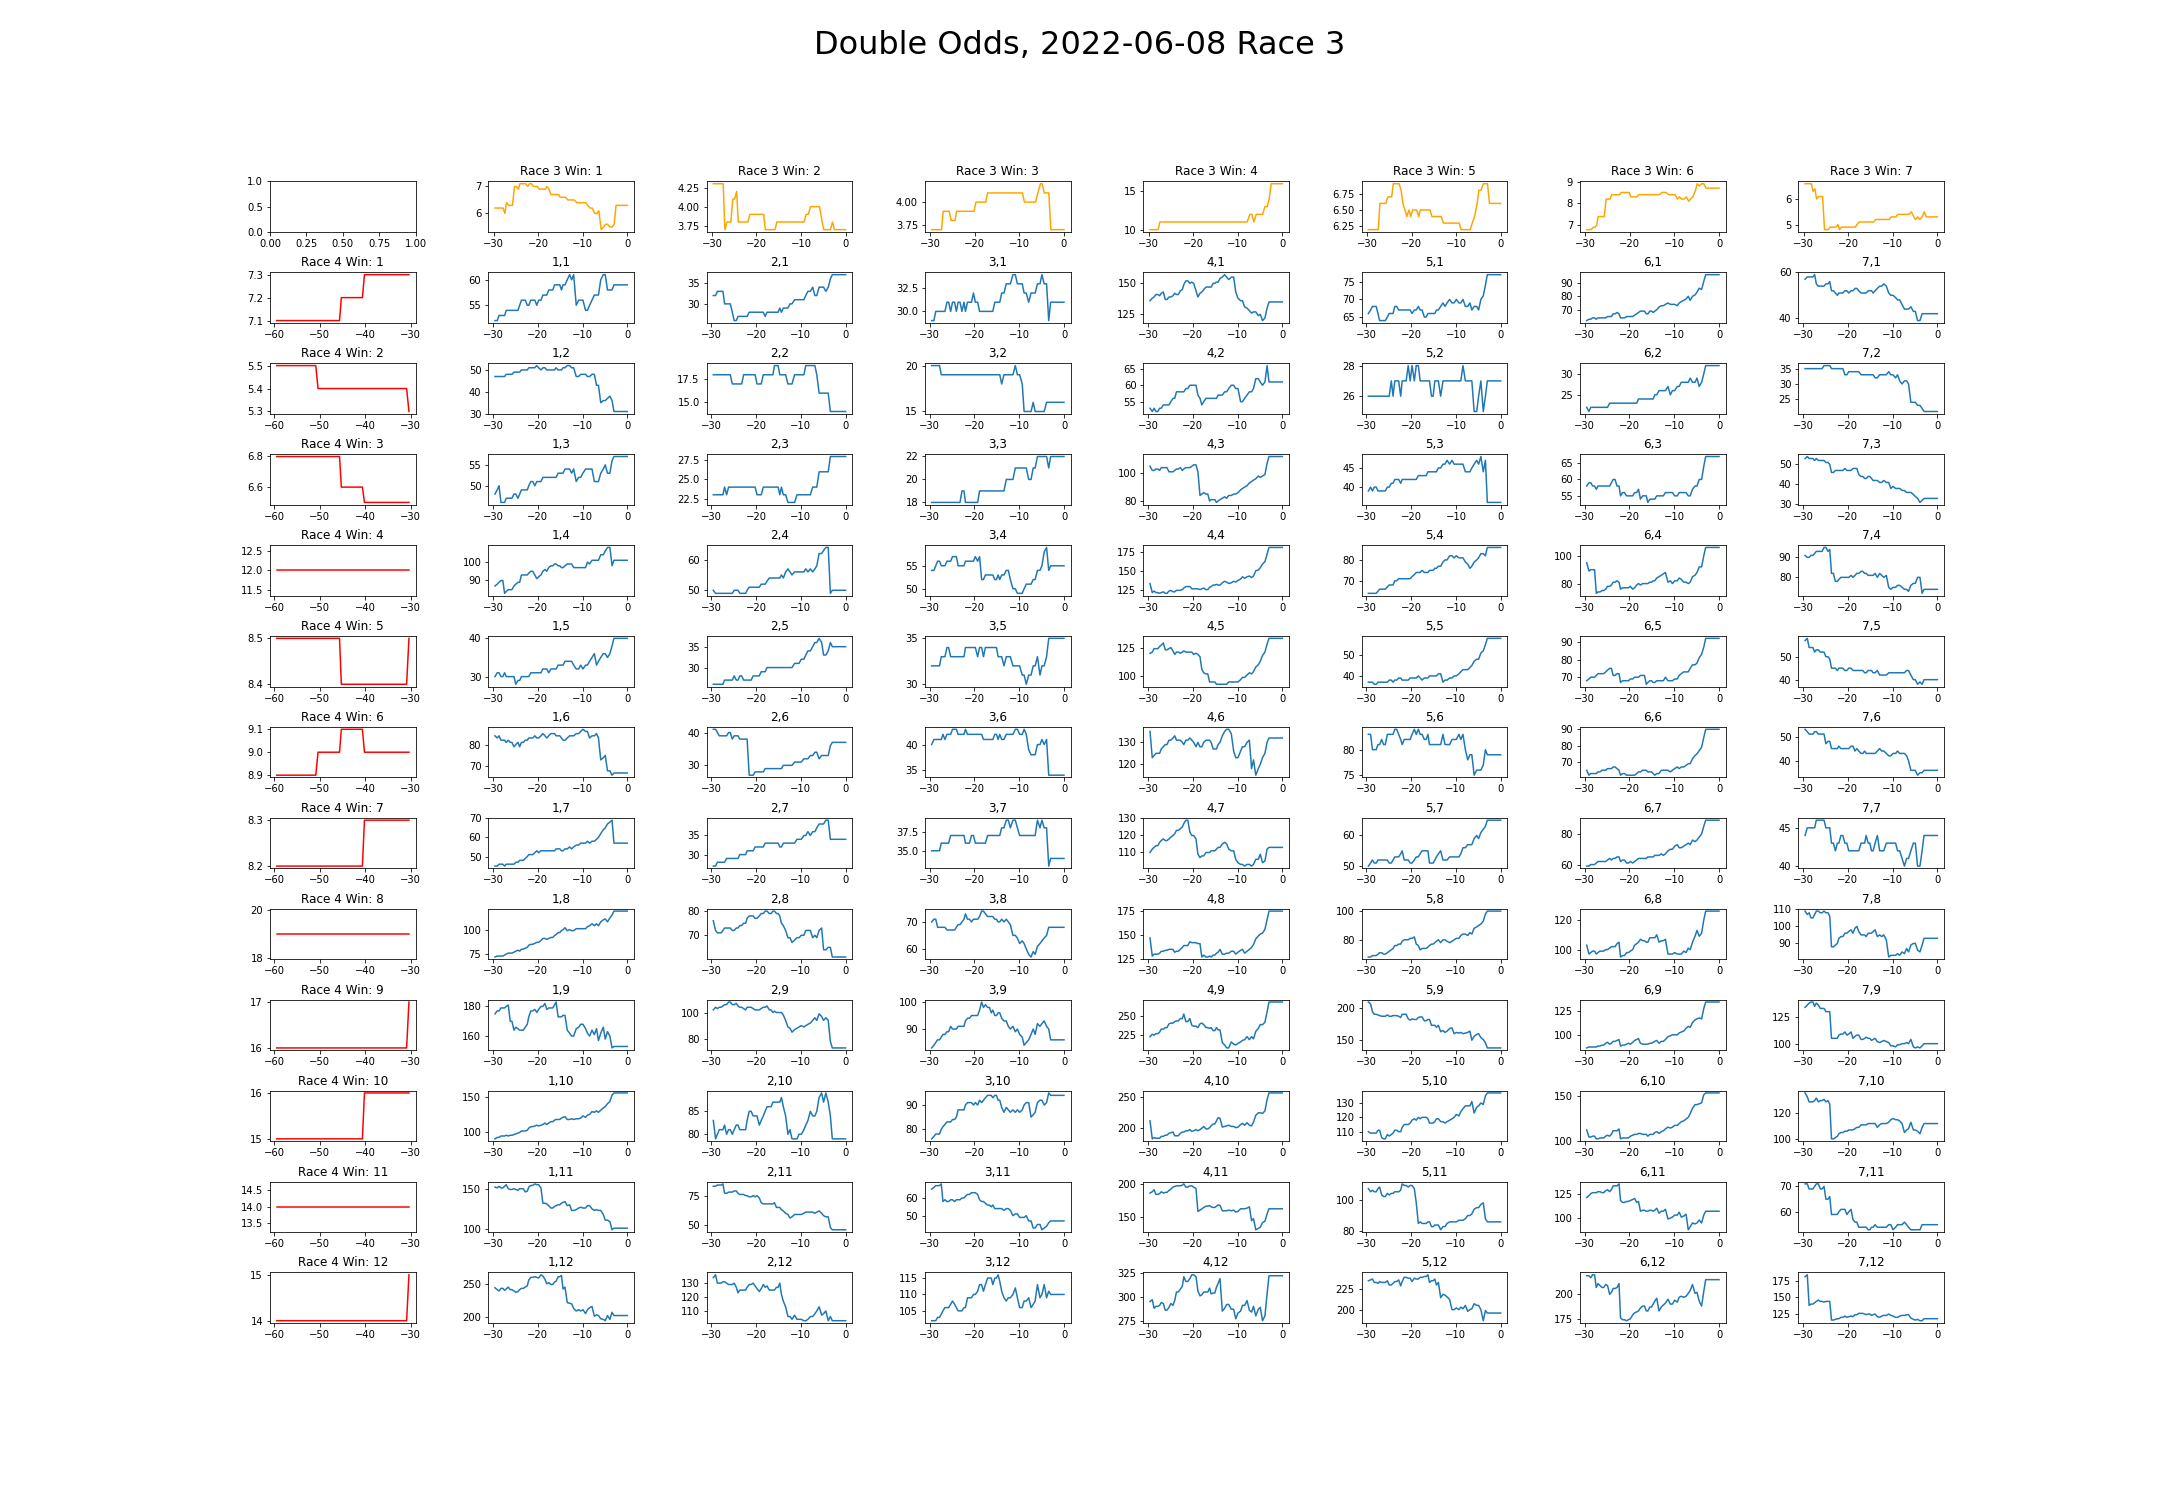 Double Odds, 2022-06-08 Race 3
Race 3 Win: 1 Race 3 Win: 2 Race 3 Win: 3 Race 3 Win: 4 Race 3 Win: 5 Race 3 Win: 6 Race 3 Win: 7
1.0 0.5 0.0 7 6 4.25 4.00 3.75 4.00 3.75 15 10 6.75 6.50 6.25 9 8 7 6 5
0.00 0.25 0.50 0.75 1.00 −30 −20 −10 0 −30 −20 −10 0 −30 −20 −10 0 −30 −20 −10 0 −30 −20 −10 0 −30 −20 −10 0 −30 −20 −10 0
Race 4 Win: 1 1,1 2,1 3,1 4,1 5,1 6,1 7,1
7.3 7.2 7.1 60 55 35 30 32.5 30.0 150 125 75 70 65 90 80 70 60 40
−60 −50 −40 −30 −30 −20 −10 0 −30 −20 −10 0 −30 −20 −10 0 −30 −20 −10 0 −30 −20 −10 0 −30 −20 −10 0 −30 −20 −10 0
Race 4 Win: 2 1,2 2,2 3,2 4,2 5,2 6,2 7,2
5.5 5.4 5.3 50 40 30 17.5 15.0 20 15 65 60 55 28 26 30 25 35 30 25
−60 −50 −40 −30 −30 −20 −10 0 −30 −20 −10 0 −30 −20 −10 0 −30 −20 −10 0 −30 −20 −10 0 −30 −20 −10 0 −30 −20 −10 0
Race 4 Win: 3 1,3 2,3 3,3 4,3 5,3 6,3 7,3
6.8 6.6 55 50 27.5 25.0 22.5 22 20 18 100 80 45 40 65 60 55 50 40 30
−60 −50 −40 −30 −30 −20 −10 0 −30 −20 −10 0 −30 −20 −10 0 −30 −20 −10 0 −30 −20 −10 0 −30 −20 −10 0 −30 −20 −10 0
Race 4 Win: 4 1,4 2,4 3,4 4,4 5,4 6,4 7,4
12.5 12.0 11.5 100 90 60 50 55 50 175 150 125 80 70 100 80 90 80
−60 −50 −40 −30 −30 −20 −10 0 −30 −20 −10 0 −30 −20 −10 0 −30 −20 −10 0 −30 −20 −10 0 −30 −20 −10 0 −30 −20 −10 0
Race 4 Win: 5 1,5 2,5 3,5 4,5 5,5 6,5 7,5
8.5 8.4 40 30 35 30 35 30 125 100 50 40 90 80 70 50 40
−60 −50 −40 −30 −30 −20 −10 0 −30 −20 −10 0 −30 −20 −10 0 −30 −20 −10 0 −30 −20 −10 0 −30 −20 −10 0 −30 −20 −10 0
Race 4 Win: 6 1,6 2,6 3,6 4,6 5,6 6,6 7,6
9.1 9.0 8.9 80 70 40 30 40 35 130 120 80 75 90 80 70 50 40
−60 −50 −40 −30 −30 −20 −10 0 −30 −20 −10 0 −30 −20 −10 0 −30 −20 −10 0 −30 −20 −10 0 −30 −20 −10 0 −30 −20 −10 0
Race 4 Win: 7 1,7 2,7 3,7 4,7 5,7 6,7 7,7
8.3 8.2 70 60 50 35 30 37.5 35.0 130 120 110 60 50 80 60 45 40
−60 −50 −40 −30 −30 −20 −10 0 −30 −20 −10 0 −30 −20 −10 0 −30 −20 −10 0 −30 −20 −10 0 −30 −20 −10 0 −30 −20 −10 0
Race 4 Win: 8 1,8 2,8 3,8 4,8 5,8 6,8 7,8
20 18 100 75 80 70 70 60 175 150 125 100 80 120 100 110 100 90
−60 −50 −40 −30 −30 −20 −10 0 −30 −20 −10 0 −30 −20 −10 0 −30 −20 −10 0 −30 −20 −10 0 −30 −20 −10 0 −30 −20 −10 0
Race 4 Win: 9 1,9 2,9 3,9 4,9 5,9 6,9 7,9
17 16 180 160 100 80 100 90 250 225 200 150 125 100 125 100
−60 −50 −40 −30 −30 −20 −10 0 −30 −20 −10 0 −30 −20 −10 0 −30 −20 −10 0 −30 −20 −10 0 −30 −20 −10 0 −30 −20 −10 0
Race 4 Win: 10 1,10 2,10 3,10 4,10 5,10 6,10 7,10
16 15 150 100 85 80 90 80 250 200 130 120 110 150 100 120 100
−60 −50 −40 −30 −30 −20 −10 0 −30 −20 −10 0 −30 −20 −10 0 −30 −20 −10 0 −30 −20 −10 0 −30 −20 −10 0 −30 −20 −10 0
Race 4 Win: 11 1,11 2,11 3,11 4,11 5,11 6,11 7,11
14.5 14.0 13.5 150 100 75 50 60 50 200 150 100 80 125 100 70 60
−60 −50 −40 −30 −30 −20 −10 0 −30 −20 −10 0 −30 −20 −10 0 −30 −20 −10 0 −30 −20 −10 0 −30 −20 −10 0 −30 −20 −10 0
Race 4 Win: 12 1,12 2,12 3,12 4,12 5,12 6,12 7,12
15 14 250 200 130 120 110 115 110 105 325 300 275 225 200 200 175 175 150 125
−60 −50 −40 −30 −30 −20 −10 0 −30 −20 −10 0 −30 −20 −10 0 −30 −20 −10 0 −30 −20 −10 0 −30 −20 −10 0 −30 −20 −10 0